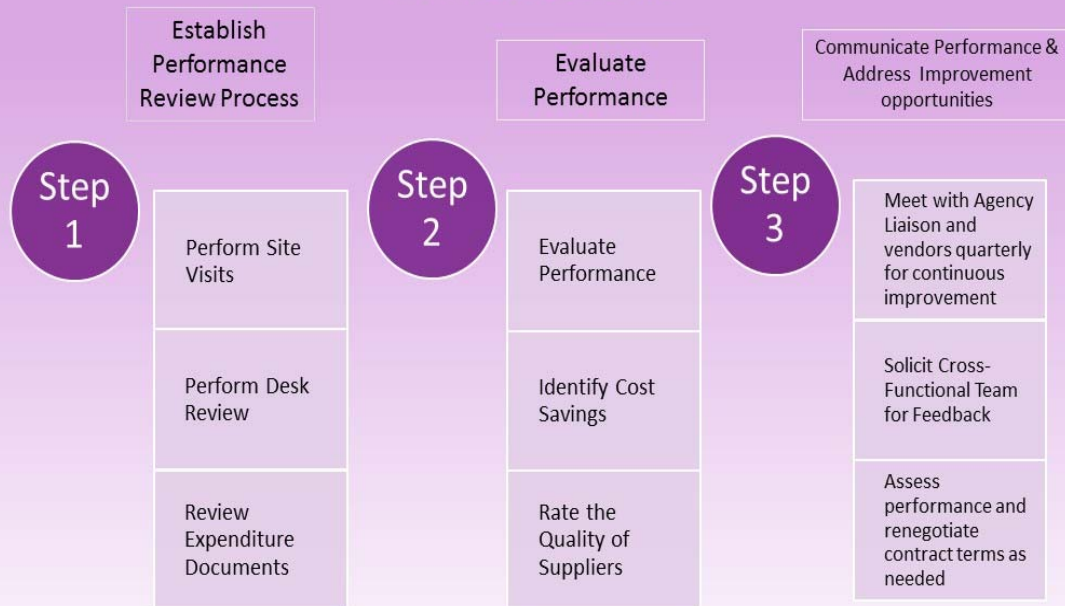 Establish
Performance
Review Process
Step
1
Perform Site
Visits
Perform Desk
Review
Review
Expenditure
Documents
Evaluate
Performance
Step
2
Evaluate
Performance
Identify Cost
Savings
Rate the
Quality of
Suppliers
Communicate Performance &
Address Improvement
opportunities
Step
3
Meet with Agency
Liaison and
vendors quarterly
for continuous
improvement
Solicit Cross-
Functional Team
for Feedback
Assess
performance and
renegotiate
contract terms as
needed